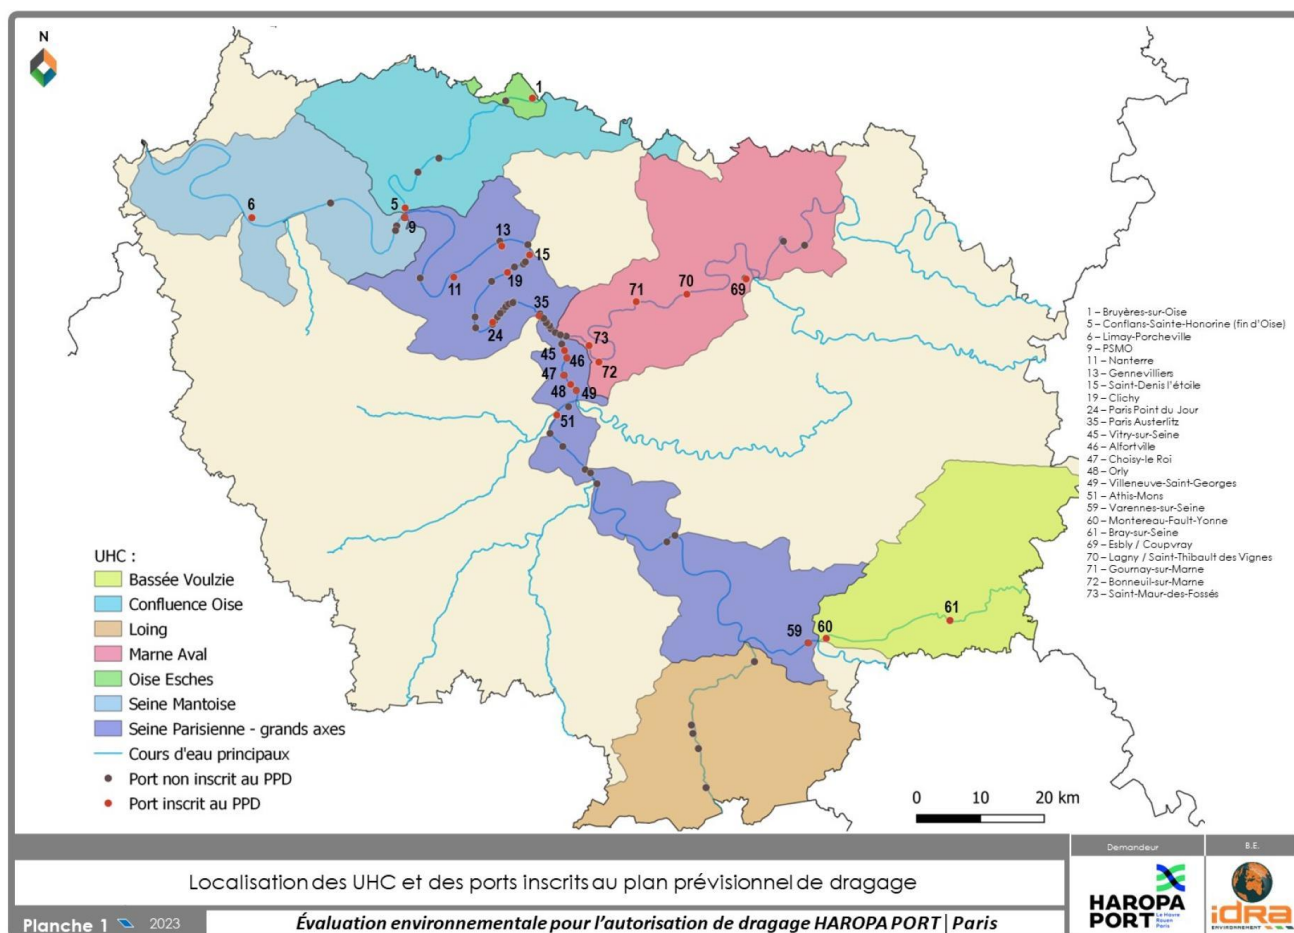 N
1
6
5
9
13
15
11
19
24
35
71
70
69
73
72
45
46
47
48
49
51
59
60
61
1 – Bruyères-sur-Oise
5 – Conflans-Sainte-Honorine (fin d'Oise)
6 – Limay-Porcheville
9 – PSMO
11 – Nanterre
13 – Gennevilliers
15 – Saint-Denis l'étoile
19 – Clichy
24 – Paris Point du Jour
35 – Paris Austerlitz
45 – Vitry-sur-Seine
46 – Alfortville
47 – Choisy-le Roi
48 – Orly
49 – Villeneuve-Saint-Georges
51 – Athis-Mons
59 – Varennes-sur-Seine
60 – Montereau-Fault-Yonne
61 – Bray-sur-Seine
69 – Esbly / Coupvray
70 – Lagny / Saint-Thibault des Vignes
71 – Gournay-sur-Marne
72 – Bonneuil-sur-Marne
73 – Saint-Maur-des-Fossés
UHC :
Bassée Voulzie
Confluence Oise
Loing
Marne Aval
Oise Esches
Seine Mantoise
Seine Parisienne - grands axes
Cours d'eau principaux
Port non inscrit au PPD
Port inscrit au PPD
0 10 20 km
Localisation des UHC et des ports inscrits au plan prévisionnel de dragage
Demandeur
B.E.
HAROPA
PORT
Le Havre
Rouen
Paris
idra
ENVIRONNEMENT
Planche 1 2023
Évaluation environnementale pour l'autorisation de dragage HAROPA PORT | Paris